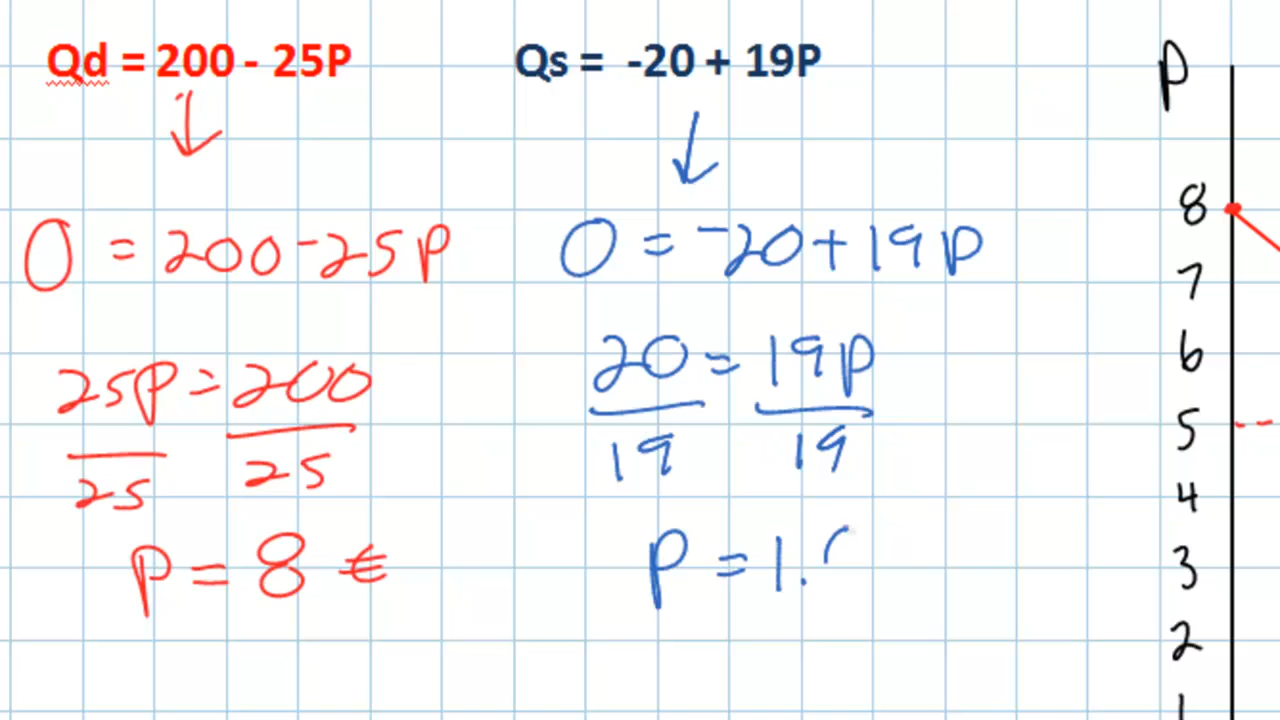 Qd = 200 - 25P
Qs = -20 + 19P
0 = 200 - 25P
0 = -20 + 19P
25P = 200
25 25
20 = 19P
19 19
P = 8 €
P = 1.
P
8
7
6
5
4
3
2
1